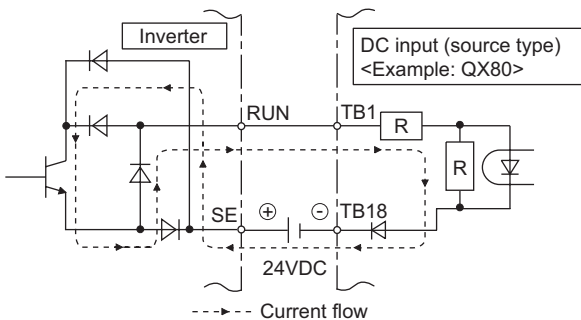 Inverter
DC input (source type)
<Example: QX80>
RUN
TB1
R
R
SE
⊕
⊖
TB18
24VDC
Current flow